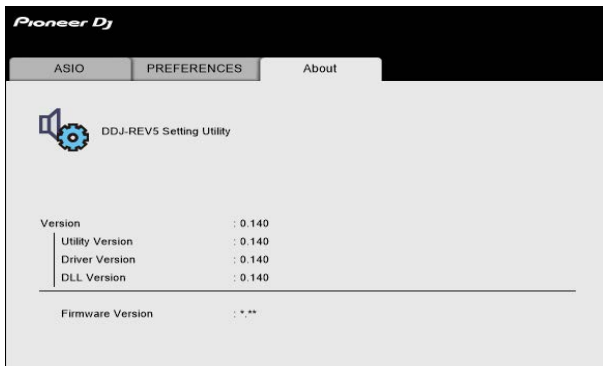 Pioneer Dj
ASIO PREFERENCES About
DDJ-REV5 Setting Utility
Version : 0.140
Utility Version : 0.140
Driver Version : 0.140
DLL Version : 0.140
Firmware Version : *.**